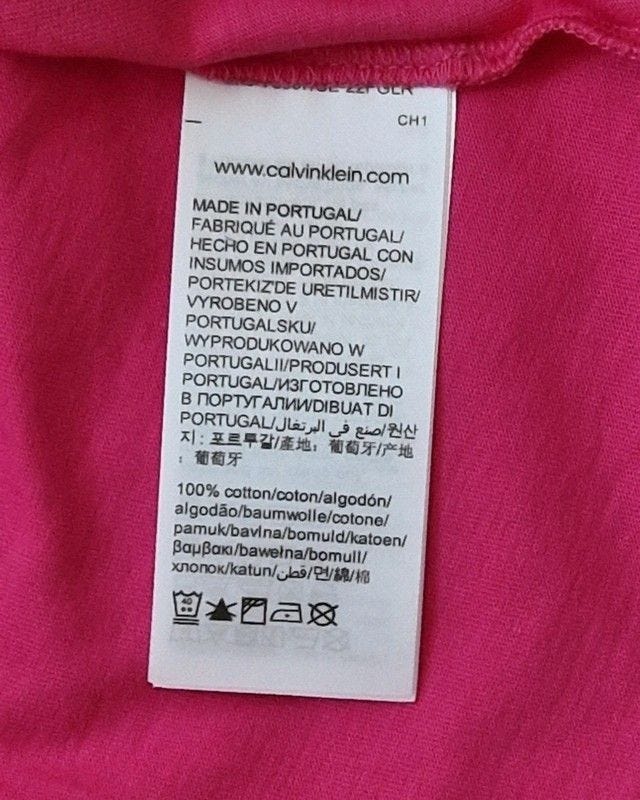 CH1
www.calvinklein.com
MADE IN PORTUGAL/
FABRIQUÉ AU PORTUGAL/
HECHO EN PORTUGAL CON
INSUMOS IMPORTADOS/
PORTEKIZ'DE URETILMISTIR/
VYROBENO V
PORTUGALSKU/
WYPRODUKOWANO W
PORTUGALII/PRODUSERT I
PORTUGAL/ИЗГОТОВЛЕНО
В ПОРТУГАЛИИ/DIBUAT DI
PORTUGAL/صنع في البرتغال/원산
지 : 포르투갈/產地：葡萄牙/产地
：葡萄牙
100% cotton/coton/algodón/
algodão/baumwolle/cotone/
pamuk/bavlna/bomuld/katoen/
βαμβακι/bawełna/bomull/
хлопок/katun/قطن/면/綿/棉
40